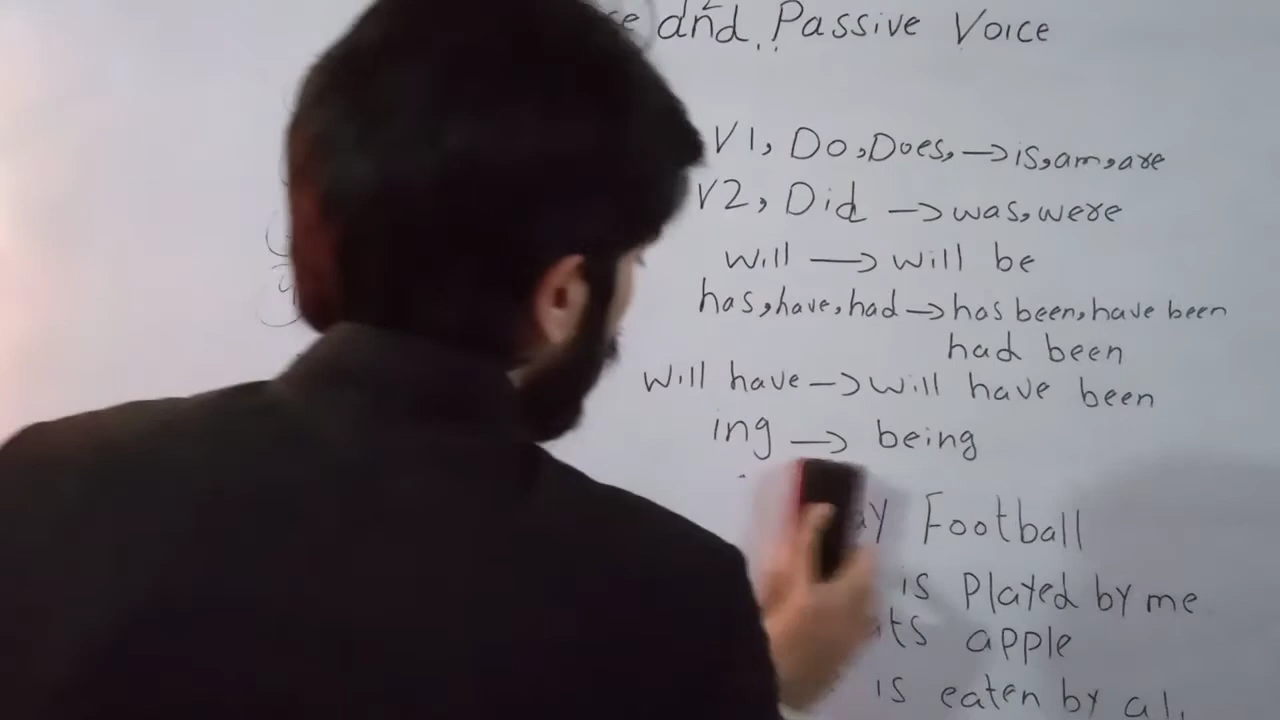 and Passive Voice
V1, Do, Does, → is, am, are
V2, Did → was, were
will → will be
has, have, had → has been, have been
had been
Will have → will have been
ing → being
Football
is Played by me
apple
is eaten by